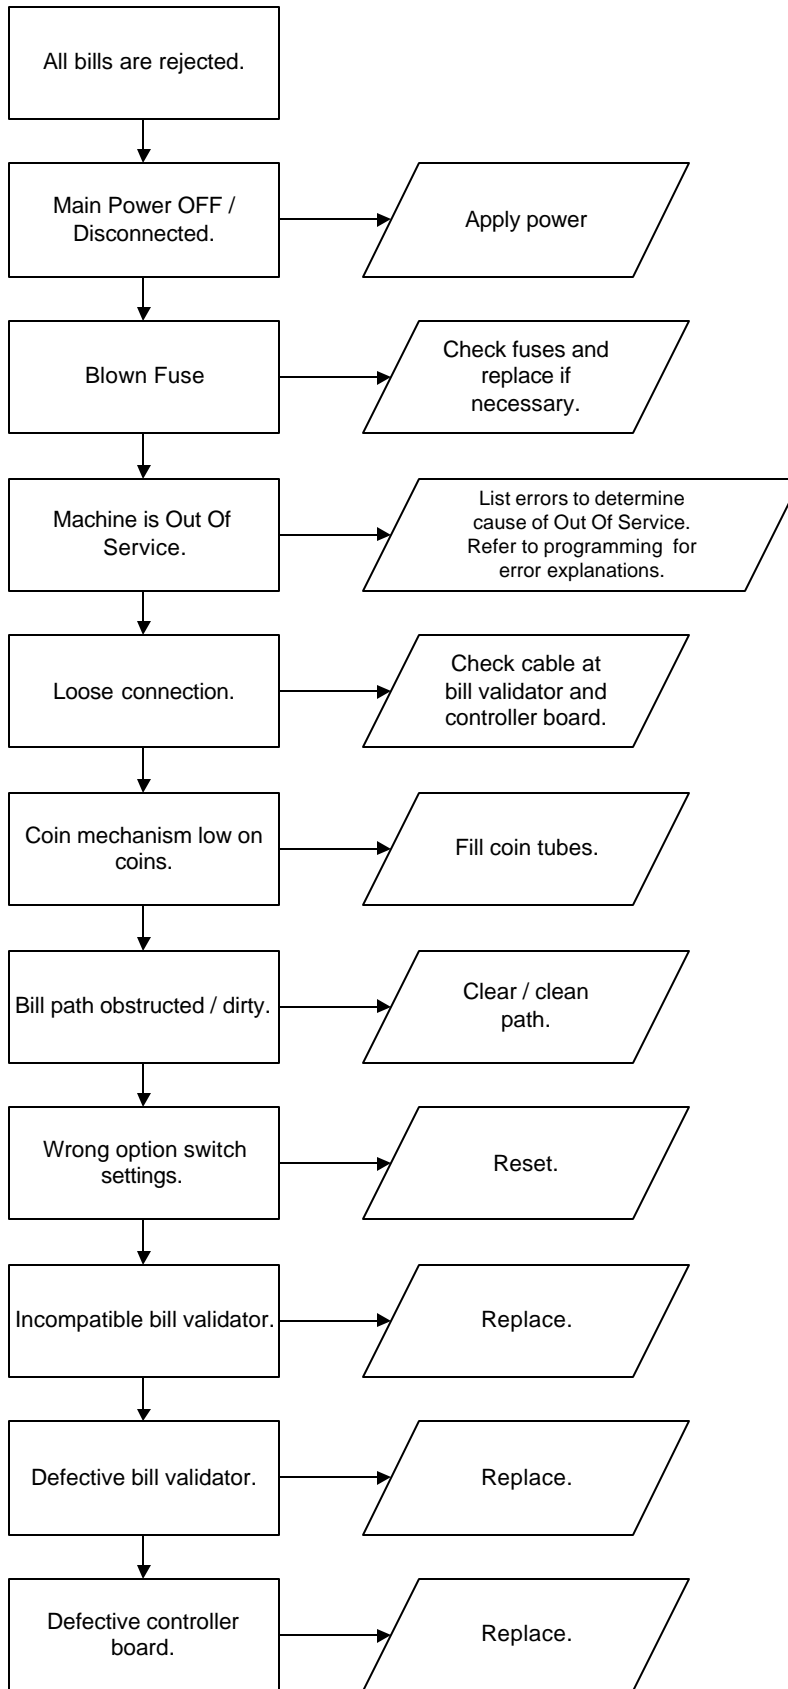 All bills are rejected.
Main Power OFF /
Disconnected.
Apply power
Blown Fuse
Check fuses and
replace if
necessary.
Machine is Out Of
Service.
List errors to determine
cause of Out Of Service.
Refer to programming for
error explanations.
Loose connection.
Check cable at
bill validator and
controller board.
Coin mechanism low on
coins.
Fill coin tubes.
Bill path obstructed / dirty.
Clear / clean
path.
Wrong option switch
settings.
Reset.
Incompatible bill validator.
Replace.
Defective bill validator.
Replace.
Defective controller
board.
Replace.